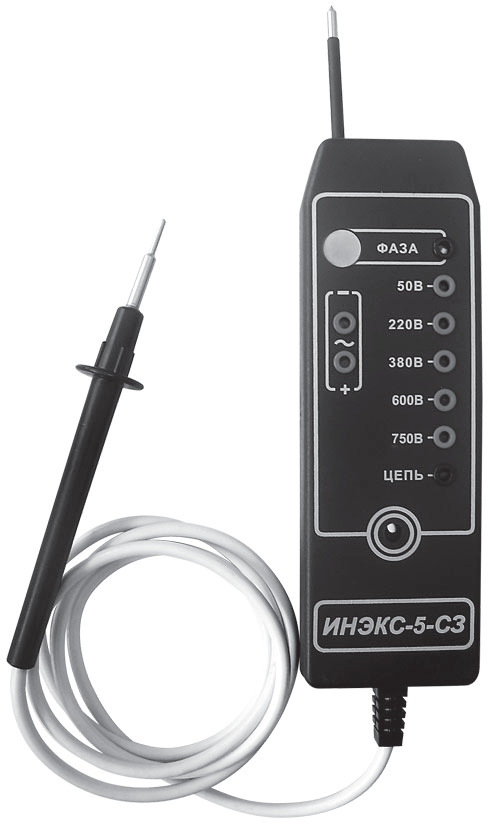 ФАЗА
50В
220В
380В
600В
750В
ЦЕПЬ
−
~
+
ИНЭКС-5-СЗ